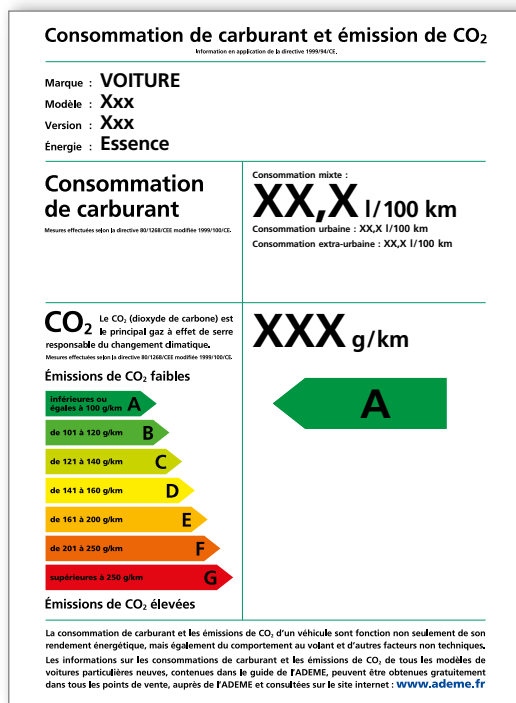 Consommation de carburant et émission de CO₂
Information en application de la directive 1999/94/CE.
Marque : VOITURE
Modèle : Xxx
Version : Xxx
Énergie : Essence
Consommation
de carburant
Mesures effectuées selon la directive 80/1268/CEE modifiée 1999/100/CE.
Consommation mixte :
XX,X l/100 km
Consommation urbaine : XX,X l/100 km
Consommation extra-urbaine : XX,X l/100 km
CO₂ Le CO₂ (dioxyde de carbone) est
le principal gaz à effet de serre
responsable du changement climatique.
Mesures effectuées selon la directive 80/1268/CEE modifiée 1999/100/CE.
XXX g/km
Émissions de CO₂ faibles
inférieures ou
égales à 100 g/km A
de 101 à 120 g/km B
de 121 à 140 g/km C
de 141 à 160 g/km D
de 161 à 200 g/km E
de 201 à 250 g/km F
supérieures à 250 g/km G
Émissions de CO₂ élevées
A
La consommation de carburant et les émissions de CO₂ d'un véhicule sont fonction non seulement de son
rendement énergétique, mais également du comportement au volant et d'autres facteurs non techniques.
Les informations sur les consommations de carburant et les émissions de CO₂ de tous les modèles de
voitures particulières neuves, contenues dans le guide de l'ADEME, peuvent être obtenues gratuitement
dans tous les points de vente, auprès de l'ADEME et consultées sur le site internet : www.ademe.fr